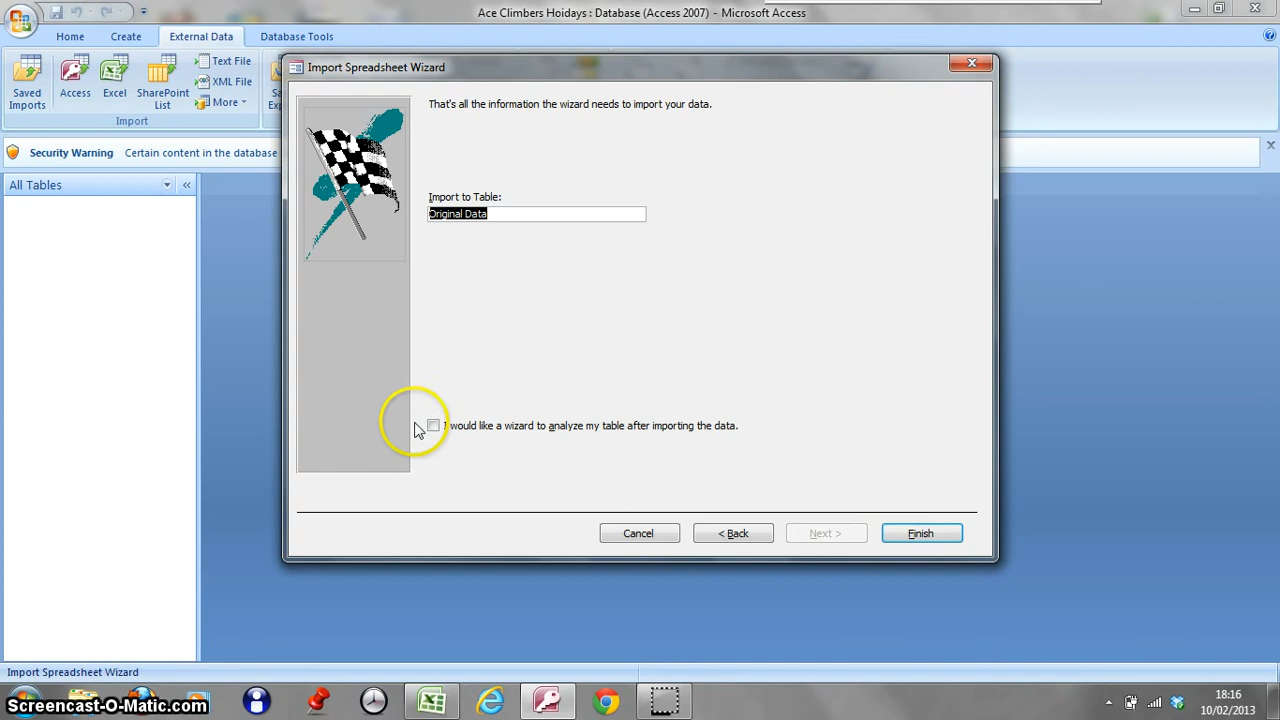 Ace Climbers Hoidays : Database (Access 2007) - Microsoft Access
Home Create External Data Database Tools
Saved Imports
Access
Excel
SharePoint List
Text File
XML File
More
Import
Security Warning Certain content in the database
All Tables
Import Spreadsheet Wizard
That's all the information the wizard needs to import your data.
Import to Table:
Original Data
I would like a wizard to analyze my table after importing the data.
Cancel < Back Next > Finish
Import Spreadsheet Wizard
Screencast-O-Matic.com
18:16
10/02/2013